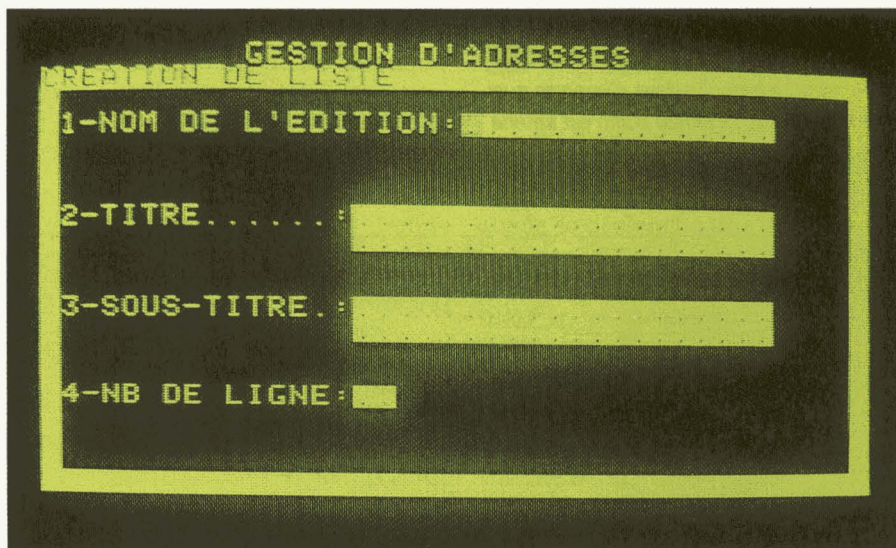 GESTION D'ADRESSES
CREATION DE LISTE
1-NOM DE L'EDITION:
2-TITRE......:
3-SOUS-TITRE.:
4-NB DE LIGNE: